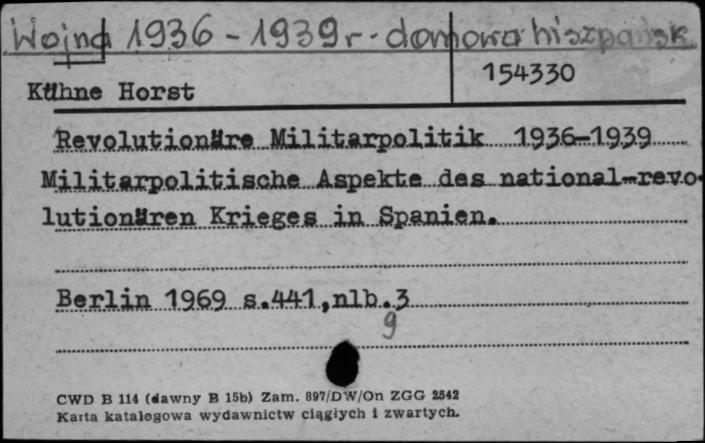 Wojna 1936 - 1939 r. domowa hiszpańsk
154330
Kühne Horst
Revolutionäre Militarpolitik 1936-1939
Militarpolitische Aspekte des national-revo-
lutionären Krieges in Spanien.
Berlin 1969 s.441,nlb.3
9
CWD B 114 (dawny B 15b) Zam. 897/DW/On ZGG 2542
Karta katalogowa wydawnictw ciągłych i zwartych.